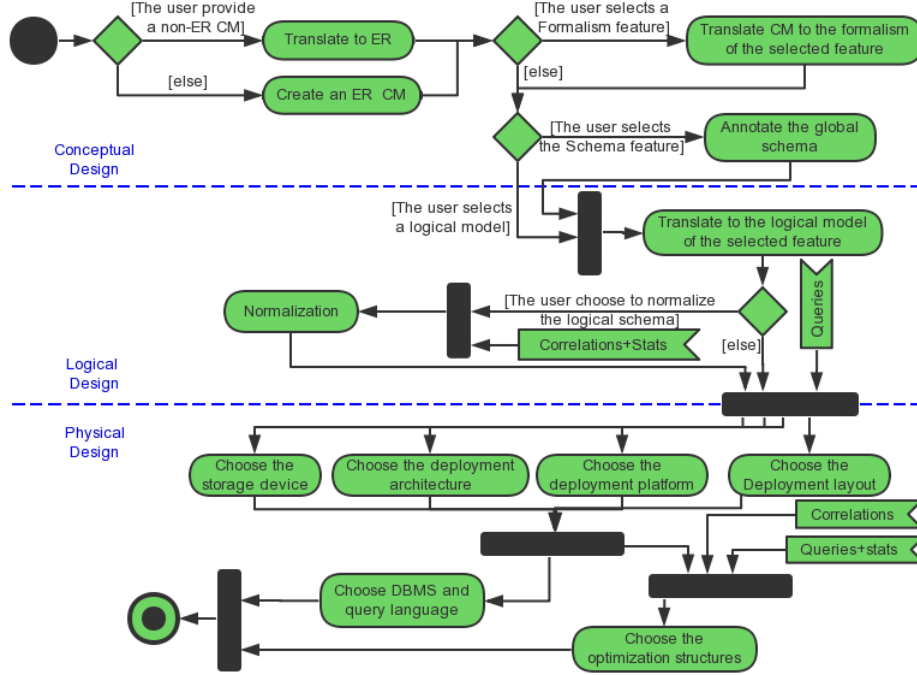 [The user provide
a non-ER CM]
Translate to ER
[The user selects a
Formalism feature]
Translate CM to the formalism
of the selected feature
[else]
Create an ER  CM
[else]
[The user selects
the Schema feature]
Annotate the global
schema
Conceptual
Design
[The user selects
a logical model]
Translate to the logical model
of the selected feature
Queries
Normalization
[The user choose to normalize
the logical schema]
Correlations+Stats
[else]
Logical
Design
Physical
Design
Choose the
storage device
Choose the deployment
architecture
Choose the
deployment platform
Choose the
Deployment layout
Correlations
Queries+stats
Choose DBMS and
query language
Choose the
optimization structures